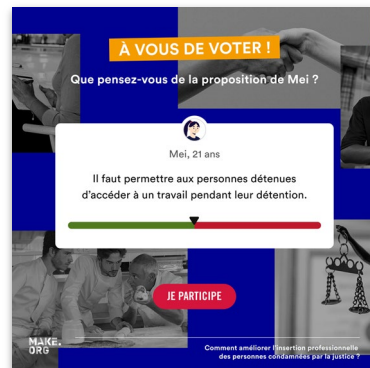 À VOUS DE VOTER !
Que pensez-vous de la proposition de Mei ?
Mei, 21 ans
Il faut permettre aux personnes détenues
d'accéder à un travail pendant leur détention.
JE PARTICIPE
MAKE.
ORG
Comment améliorer l'insertion professionnelle
des personnes condamnées par la justice ?